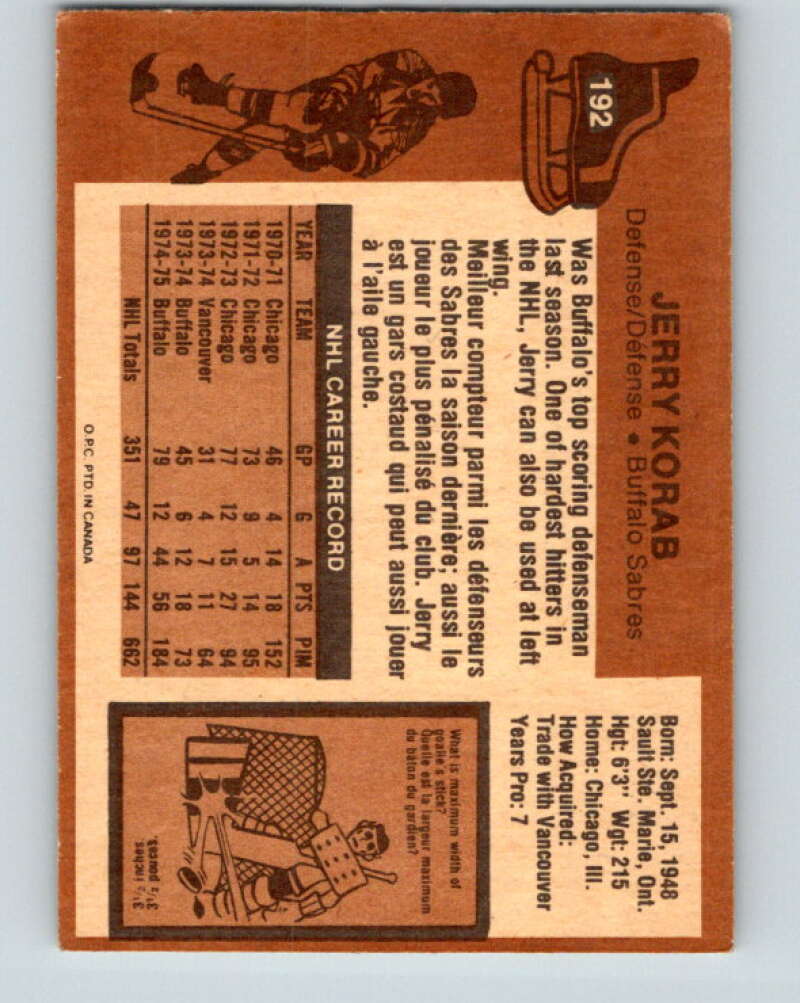 192
JERRY KORAB
Defense/Défense • Buffalo Sabres
Was Buffalo's top scoring defenseman
last season. One of hardest hitters in
the NHL, Jerry can also be used at left
wing.
Meilleur compteur parmi les défenseurs
des Sabres la saison dernière; aussi le
joueur le plus pénalisé du club. Jerry
est un gars costaud qui peut aussi jouer
à l'aile gauche.
NHL CAREER RECORD
YEAR TEAM GP G A PTS PIM
1970-71 Chicago 46 4 14 18 152
1971-72 Chicago 73 9 5 14 95
1972-73 Chicago 77 12 15 27 94
1973-74 Vancouver 31 4 7 11 64
1973-74 Buffalo 45 6 12 18 73
1974-75 Buffalo 79 12 44 56 184
NHL Totals 351 47 97 144 662
O.P.C. PTD. IN CANADA
Born: Sept. 15, 1948
Sault Ste. Marie, Ont.
Hgt: 6'3" Wgt: 215
Home: Chicago, Ill.
How Acquired:
Trade with Vancouver
Years Pro: 7
What is maximum width of
goalie's stick?
Quelle est la largeur maximum
du bâton du gardien?
3½ inches.
3½ pouces.